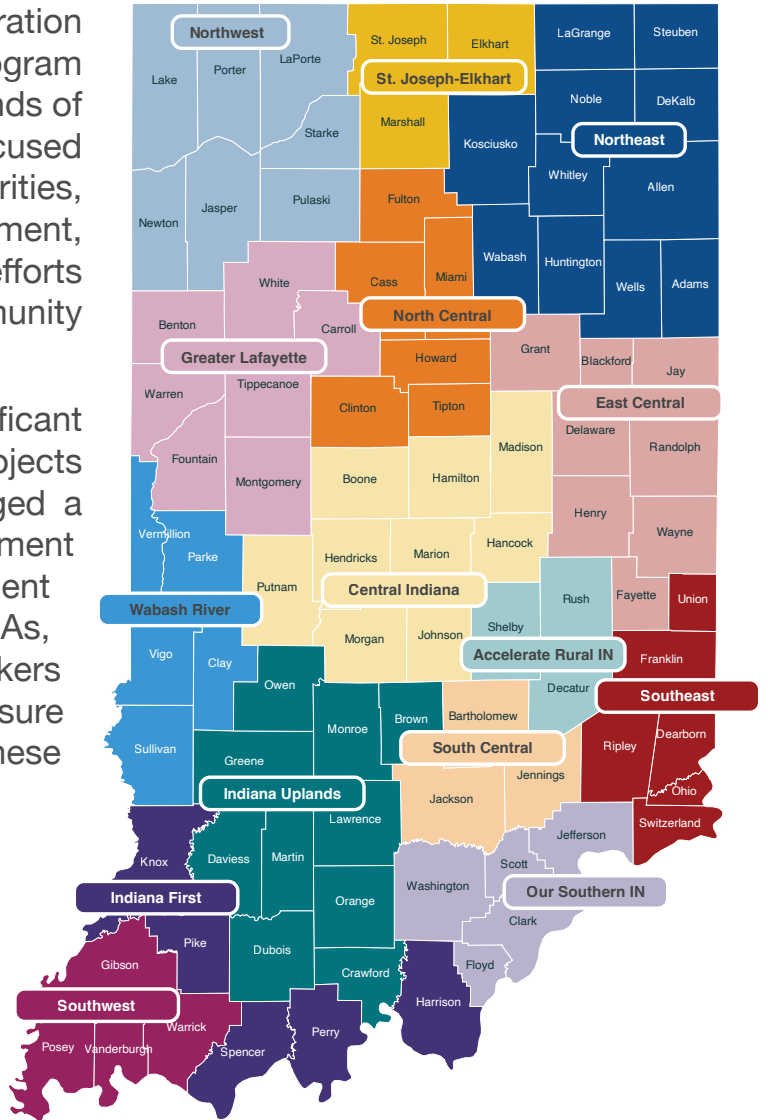 ration
ogram
nds of
cused
rities,
ment,
efforts
nunity
ificant
ojects
ged a
ment
ent
As,
kers
sure
hese
Northwest
St. Joseph
Elkhart
LaGrange
Steuben
LaPorte
Porter
Lake
St. Joseph-Elkhart
Noble
DeKalb
Marshall
Starke
Kosciusko
Northeast
Whitley
Allen
Pulaski
Fulton
Jasper
Newton
Wabash
Huntington
White
Cass
Miami
Wells
Adams
North Central
Benton
Carroll
Greater Lafayette
Howard
Grant
Blackford
Jay
Warren
Tippecanoe
Clinton
Tipton
East Central
Delaware
Madison
Randolph
Fountain
Montgomery
Boone
Hamilton
Henry
Wayne
Vermillion
Parke
Hendricks
Marion
Hancock
Putnam
Central Indiana
Rush
Fayette
Union
Wabash River
Shelby
Morgan
Johnson
Vigo
Clay
Accelerate Rural IN
Franklin
Owen
Decatur
Southeast
Monroe
Brown
Bartholomew
Dearborn
Sullivan
Greene
South Central
Ripley
Jennings
Indiana Uplands
Jackson
Ohio
Lawrence
Switzerland
Jefferson
Knox
Daviess
Martin
Scott
Washington
Indiana First
Orange
Our Southern IN
Clark
Pike
Dubois
Gibson
Floyd
Crawford
Southwest
Harrison
Warrick
Perry
Posey
Vanderburgh
Spencer